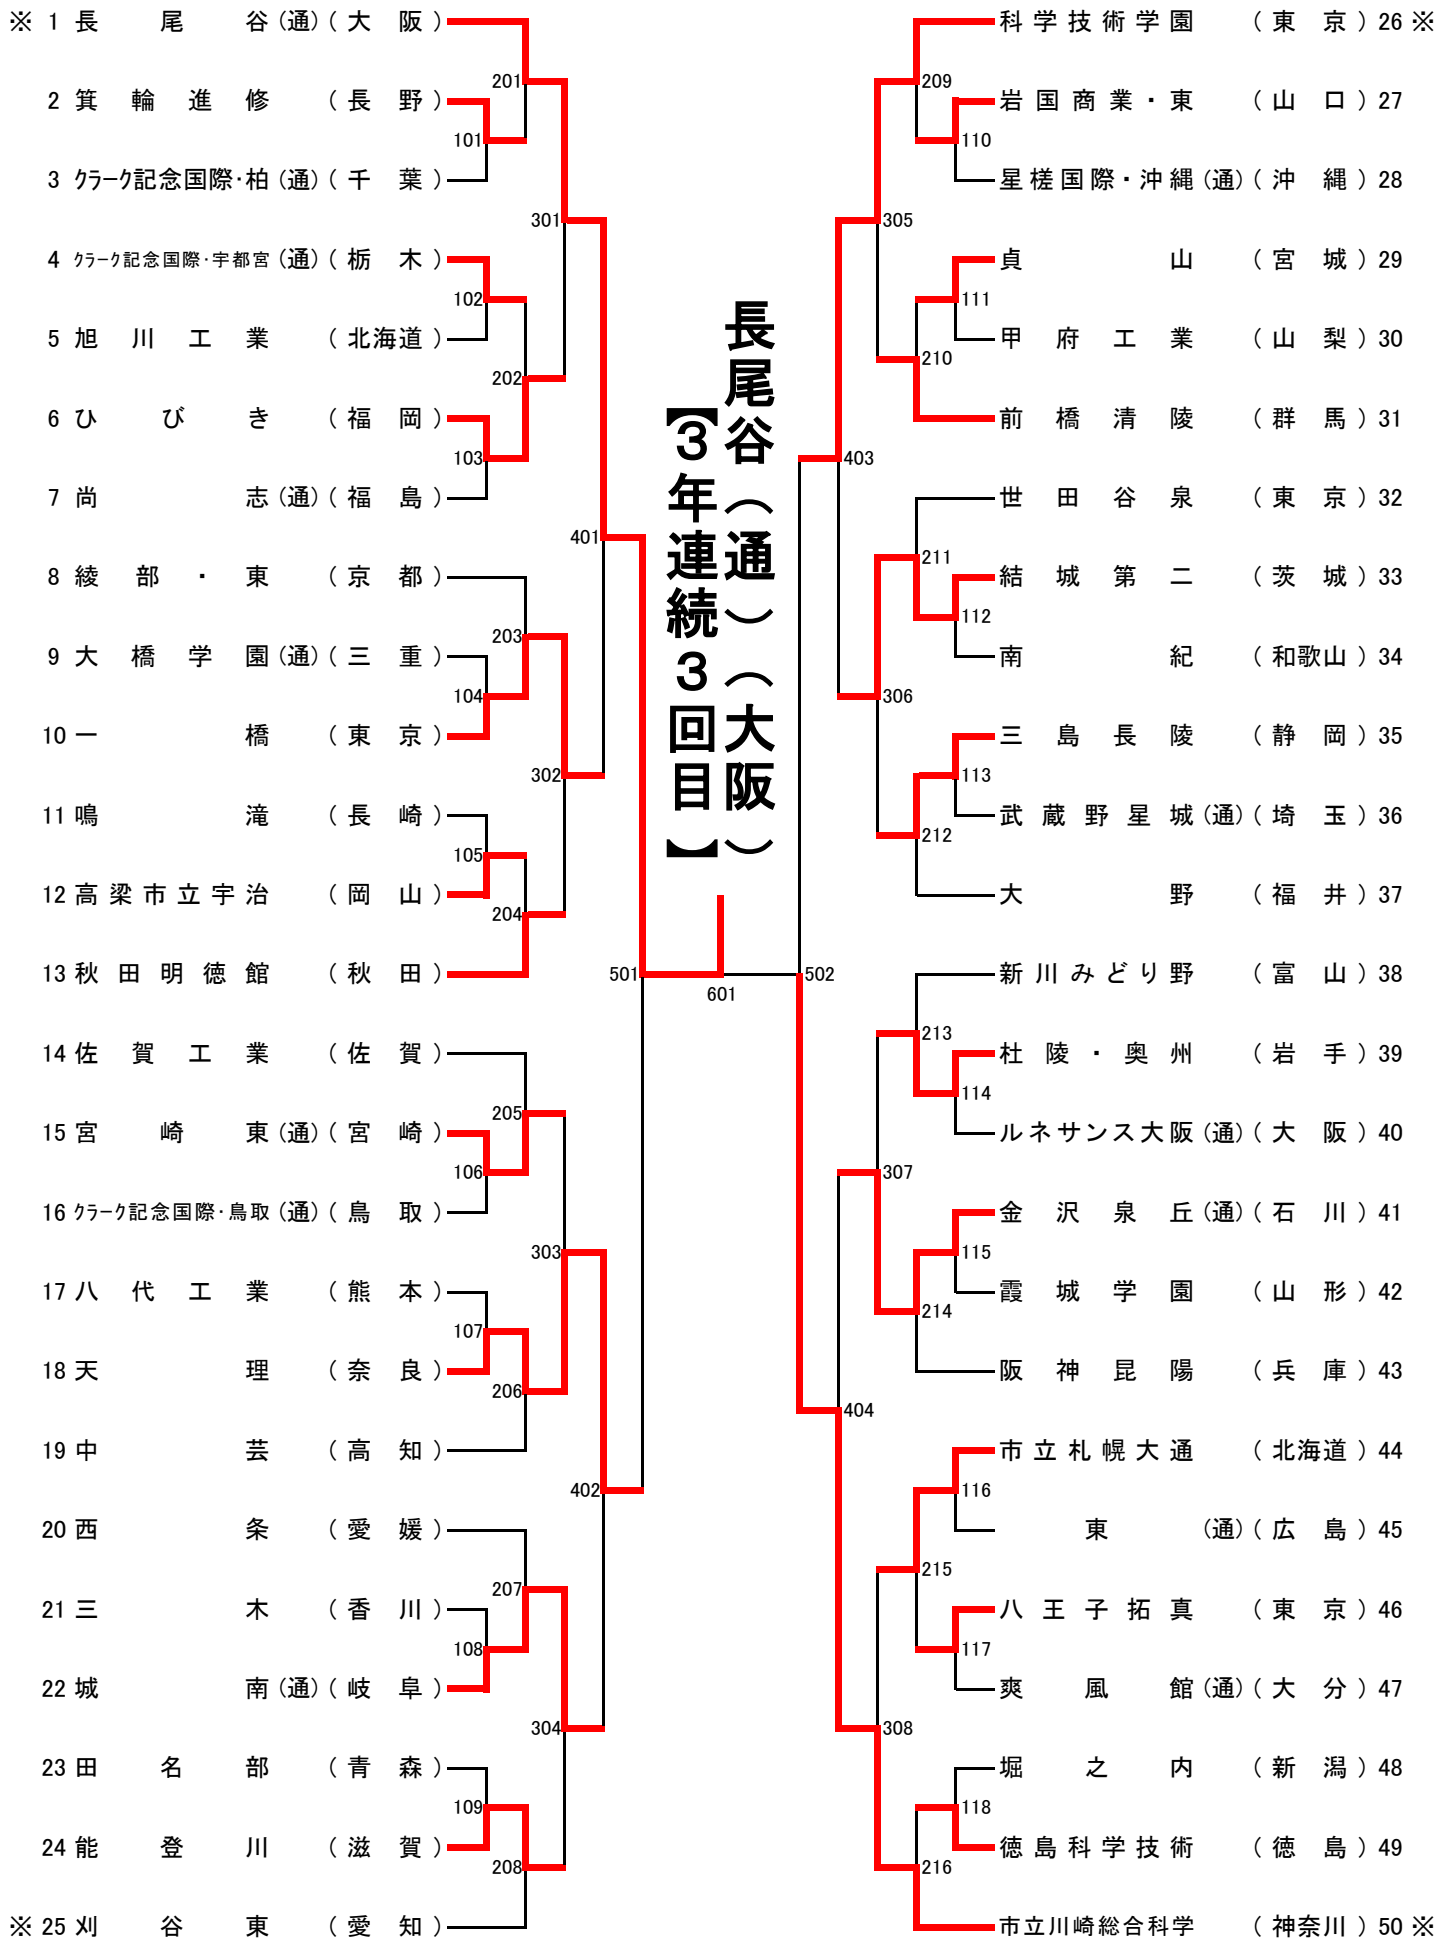 ※ 1 長尾谷(通)(大阪)
2 箕輪進修(長野)
3 クラーク記念国際・柏(通)(千葉)
4 クラーク記念国際・宇都宮(通)(栃木)
5 旭川工業(北海道)
6 ひびき(福岡)
7 尚志(通)(福島)
8 綾部・東(京都)
9 大橋学園(通)(三重)
10 一橋(東京)
11 鳴滝(長崎)
12 高梁市立宇治(岡山)
13 秋田明徳館(秋田)
14 佐賀工業(佐賀)
15 宮崎東(通)(宮崎)
16 クラーク記念国際・鳥取(通)(鳥取)
17 八代工業(熊本)
18 天理(奈良)
19 中芸(高知)
20 西条(愛媛)
21 三木(香川)
22 城南(通)(岐阜)
23 田名部(青森)
24 能登川(滋賀)
※ 25 刈谷東(愛知)
101
102
103
104
105
106
107
108
109
201
202
203
204
205
206
207
208
301
302
303
304
401
402
501
長尾谷(通)(大阪)
【3年連続3回目】
601
502
403
404
305
306
307
308
209
210
211
212
213
214
215
216
110
111
112
113
114
115
116
117
118
科学技術学園(東京)26 ※
岩国商業・東(山口)27
星槎国際・沖縄(通)(沖縄)28
貞山(宮城)29
甲府工業(山梨)30
前橋清陵(群馬)31
世田谷泉(東京)32
結城第二(茨城)33
南紀(和歌山)34
三島長陵(静岡)35
武蔵野星城(通)(埼玉)36
大野(福井)37
新川みどり野(富山)38
杜陵・奥州(岩手)39
ルネサンス大阪(通)(大阪)40
金沢泉丘(通)(石川)41
霞城学園(山形)42
阪神昆陽(兵庫)43
市立札幌大通(北海道)44
東(通)(広島)45
八王子拓真(東京)46
爽風館(通)(大分)47
堀之内(新潟)48
徳島科学技術(徳島)49
市立川崎総合科学(神奈川)50 ※